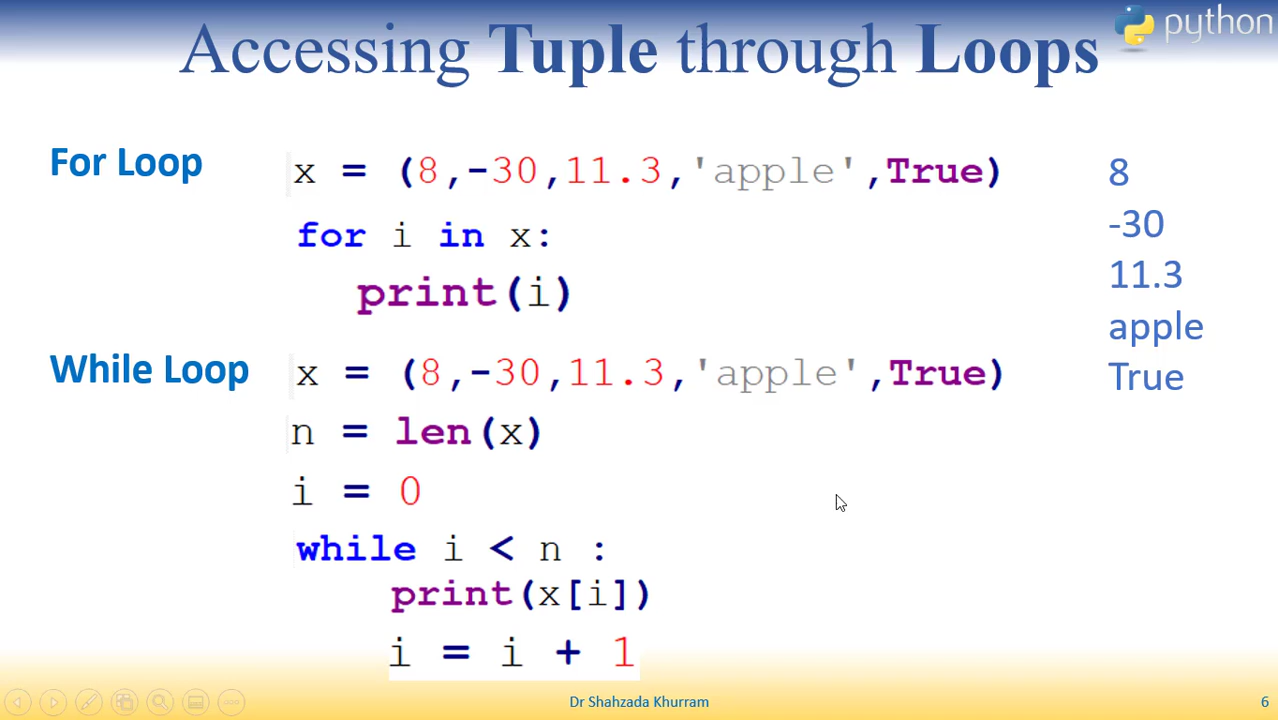 Accessing Tuple through Loops
python
For Loop
x = (8,-30,11.3,'apple',True)
for i in x:
print(i)
8
-30
11.3
apple
True
While Loop
x = (8,-30,11.3,'apple',True)
n = len(x)
i = 0
while i < n :
print(x[i])
i = i + 1
Dr Shahzada Khurram
6